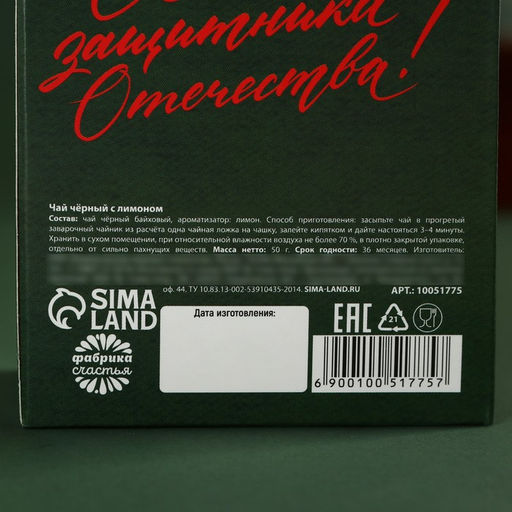 защитника
Отечества!
Чай чёрный с лимоном
Состав: чай чёрный байховый, ароматизатор: лимон. Способ приготовления: засыпьте чай в прогретый
заварочный чайник из расчёта одна чайная ложка на чашку, залейте кипятком и дайте настояться 3–4 минуты.
Хранить в сухом помещении, при относительной влажности воздуха не более 70 %, в плотно закрытой упаковке,
отдельно от сильно пахнущих веществ. Масса нетто: 50 г. Срок годности: 36 месяцев. Изготовитель:
оф. 44. ТУ 10.83.13-002-53910435-2014. SIMA-LAND.RU
АРТ.: 10051775
SIMA
LAND
фабрика
счастья
Дата изготовления:
EAC
21
6 900100 517757